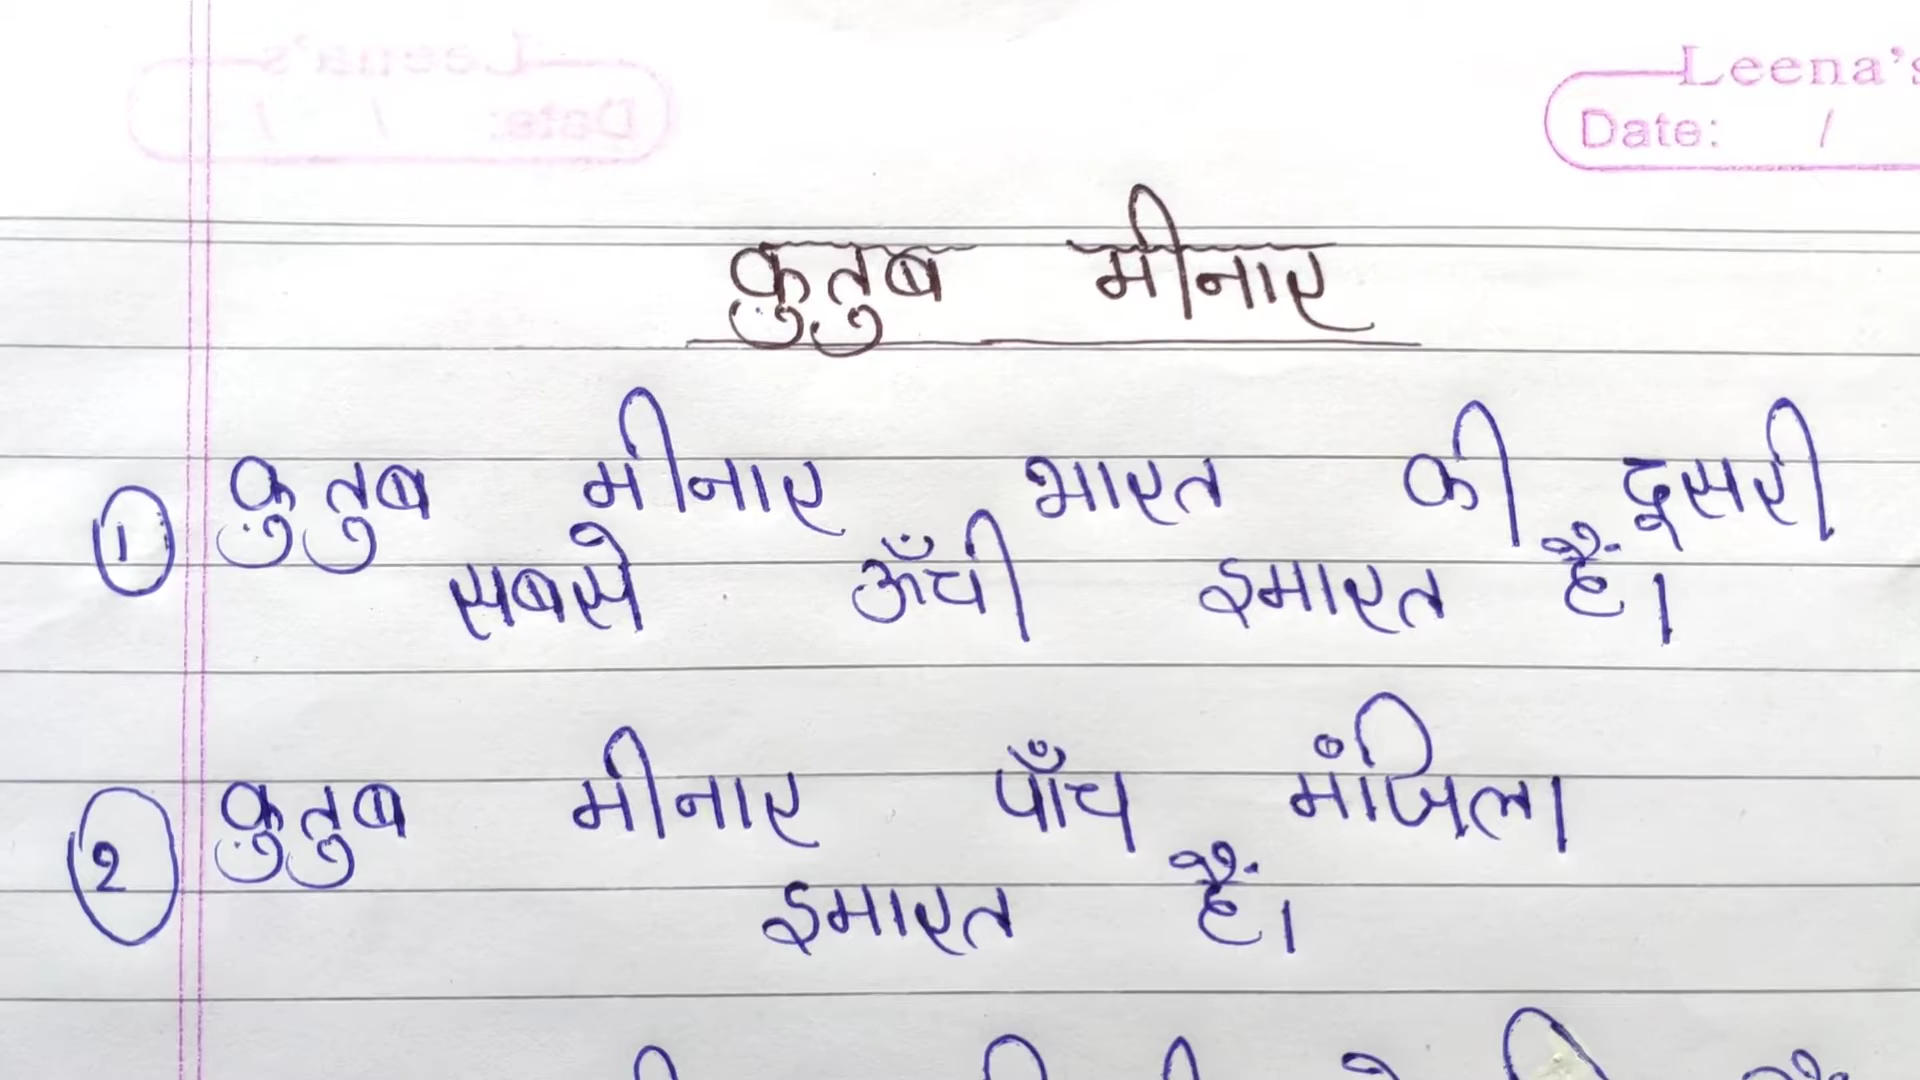 Leena's
Date: /
क़ुतुब मीनार
① क़ुतुब मीनार भारत की दूसरी
सबसे ऊँची इमारत हैं।
② क़ुतुब मीनार पाँच मंजिला
इमारत हैं।